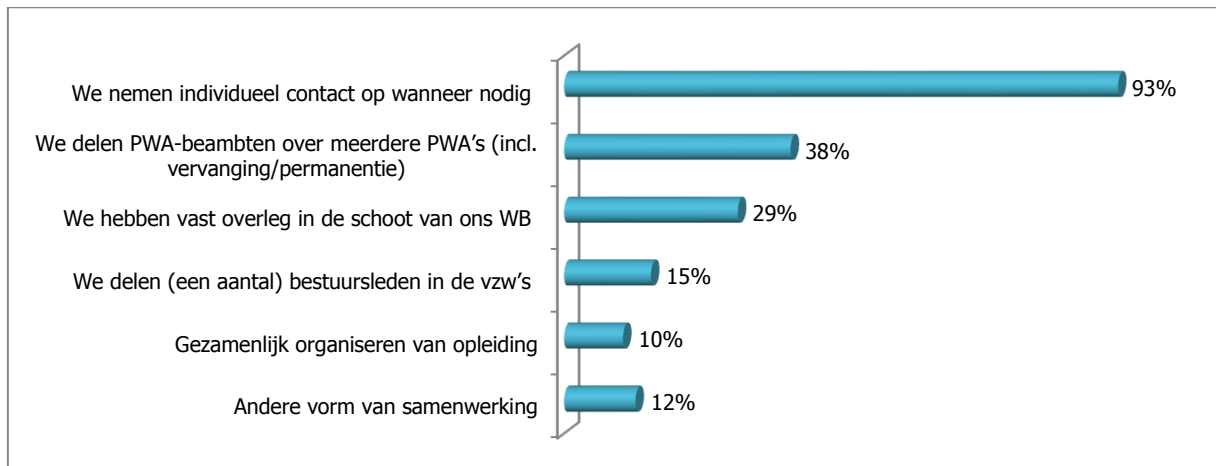 We nemen individueel contact op wanneer nodig
93%
We delen PWA-beambten over meerdere PWA’s (incl.
vervanging/permanentie)
38%
We hebben vast overleg in de schoot van ons WB
29%
We delen (een aantal) bestuursleden in de vzw’s
15%
Gezamenlijk organiseren van opleiding
10%
Andere vorm van samenwerking
12%